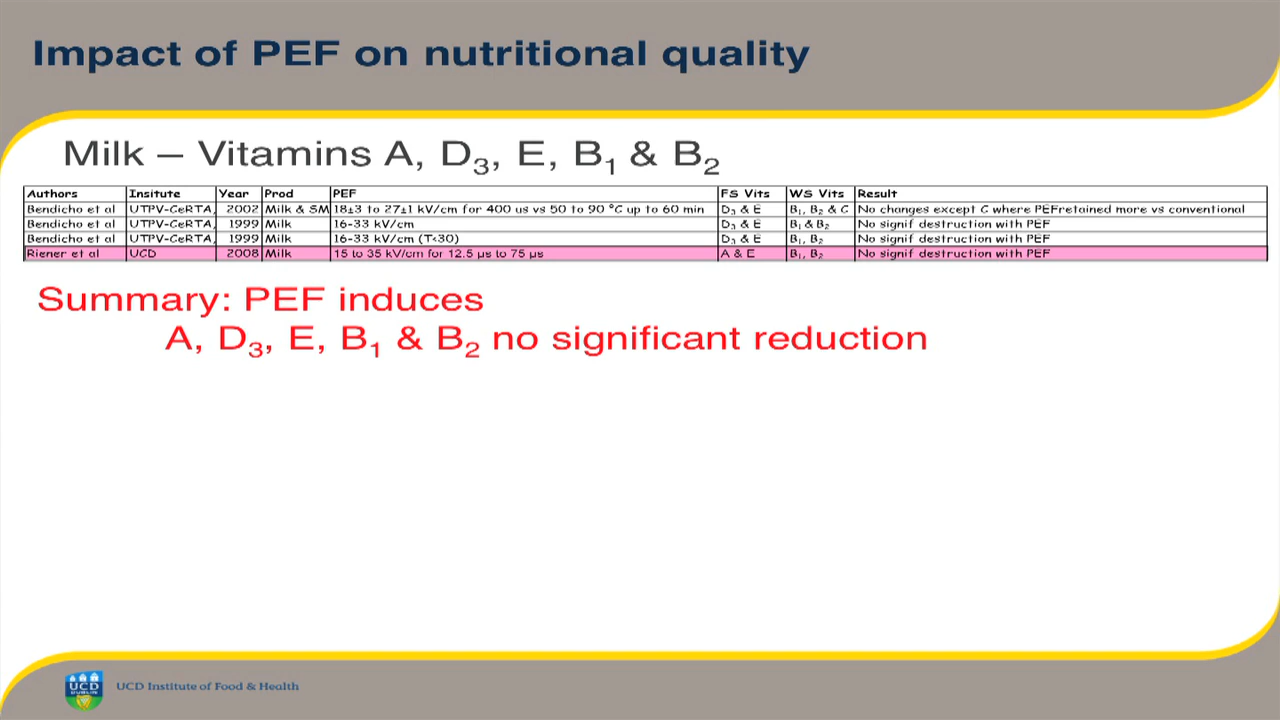 Impact of PEF on nutritional quality
Milk – Vitamins A, D₃, E, B₁ & B₂
Authors Insitute Year Prod PEF FS Vits WS Vits Result
Bendicho et al UTPV-CeRTA, 2002 Milk & SM 18±3 to 27±1 kV/cm for 400 us vs 50 to 90 °C up to 60 min D₃ & E B₁, B₂ & C No changes except C where PEFretained more vs conventional
Bendicho et al UTPV-CeRTA, 1999 Milk 16-33 kV/cm D₃ & E B₁ & B₂ No signif destruction with PEF
Bendicho et al UTPV-CeRTA, 1999 Milk 16-33 kV/cm (T<30) D₃ & E B₁, B₂ No signif destruction with PEF
Riener et al UCD 2008 Milk 15 to 35 kV/cm for 12.5 µs to 75 µs A & E B₁, B₂ No signif destruction with PEF
Summary: PEF induces
A, D₃, E, B₁ & B₂ no significant reduction
UCD
DUBLIN
UCD Institute of Food & Health